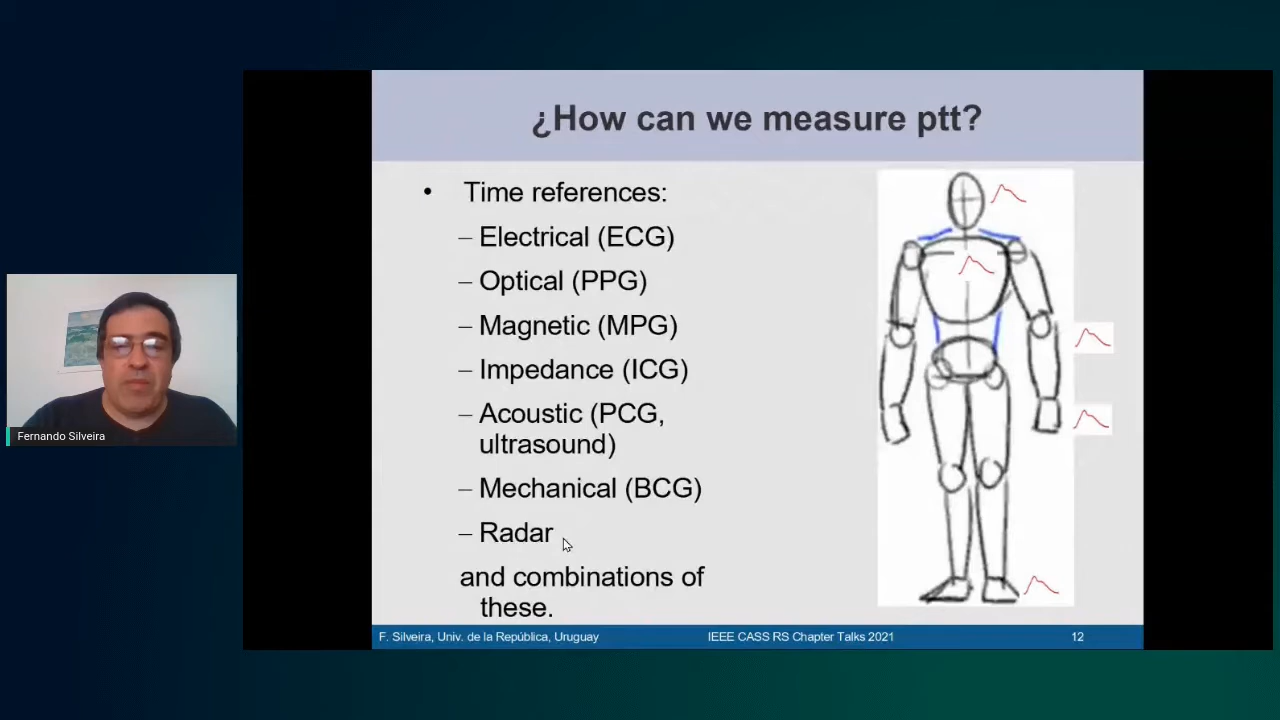 ¿How can we measure ptt?
• Time references:
– Electrical (ECG)
– Optical (PPG)
– Magnetic (MPG)
– Impedance (ICG)
– Acoustic (PCG,
ultrasound)
– Mechanical (BCG)
– Radar
and combinations of
these.
Fernando Silveira
F. Silveira, Univ. de la República, Uruguay
IEEE CASS RS Chapter Talks 2021
12